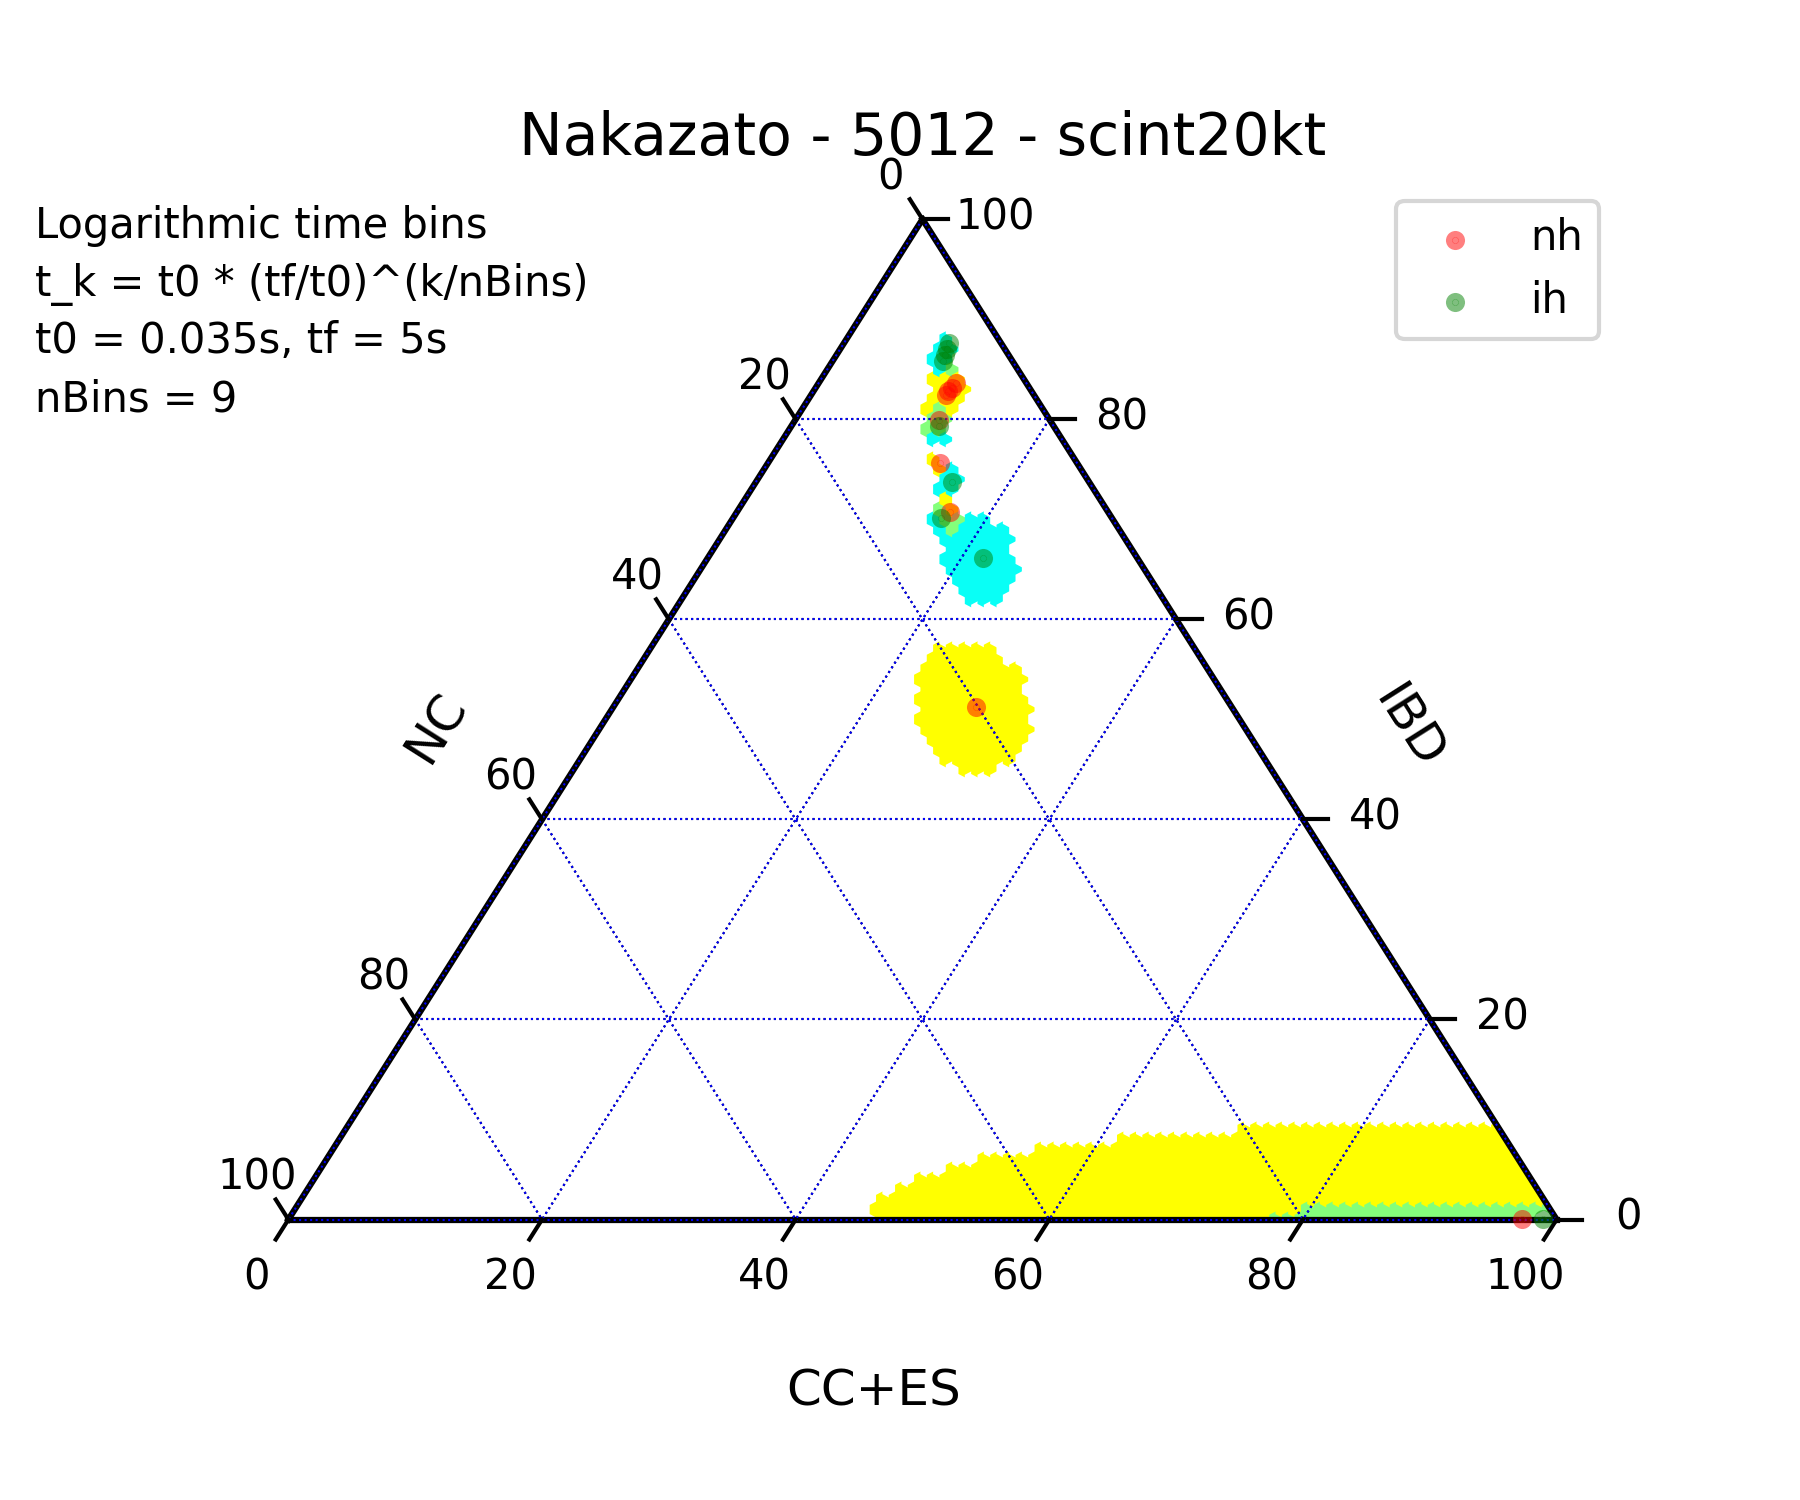 Nakazato - 5012 - scint20kt
Logarithmic time bins
t_k = t0 * (tf/t0)^(k/nBins)
t0 = 0.035s, tf = 5s
nBins = 9
nh
ih
0
20
40
60
80
100
NC
100
80
60
40
20
0
IBD
0
20
40
60
80
100
CC+ES